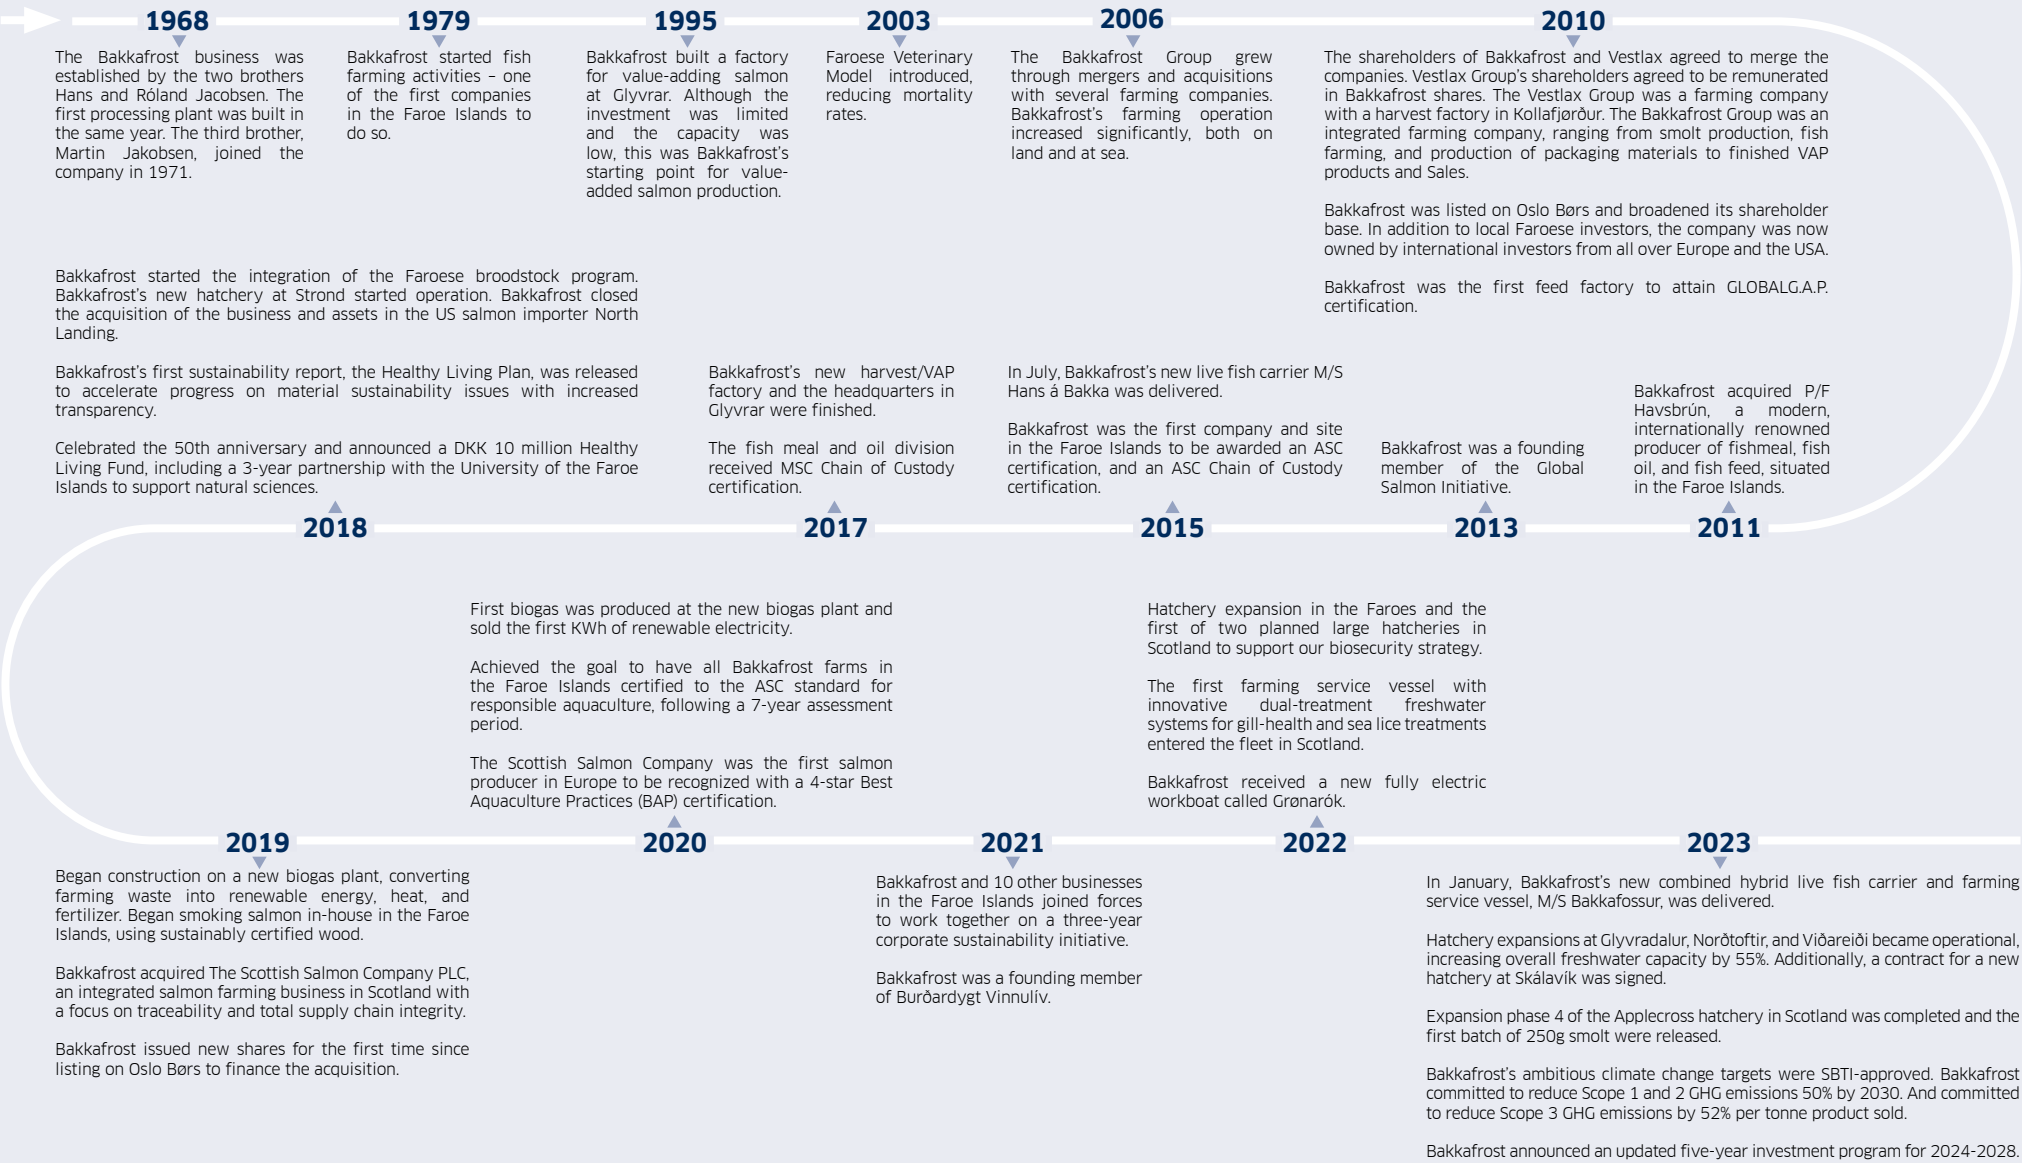 1968
The Bakkafrost business was
established by the two brothers
Hans and Róland Jacobsen. The
first processing plant was built in
the same year. The third brother,
Martin Jakobsen, joined the
company in 1971.
1979
Bakkafrost started fish
farming activities – one
of the first companies
in the Faroe Islands to
do so.
1995
Bakkafrost built a factory
for value-adding salmon
at Glyvrar. Although the
investment was limited
and the capacity was
low, this was Bakkafrost's
starting point for value-
added salmon production.
2003
Faroese Veterinary
Model introduced,
reducing mortality
rates.
2006
The Bakkafrost Group grew
through mergers and acquisitions
with several farming companies.
Bakkafrost's farming operation
increased significantly, both on
land and at sea.
2010
The shareholders of Bakkafrost and Vestlax agreed to merge the
companies. Vestlax Group's shareholders agreed to be remunerated
in Bakkafrost shares. The Vestlax Group was a farming company
with a harvest factory in Kollafjørður. The Bakkafrost Group was an
integrated farming company, ranging from smolt production, fish
farming, and production of packaging materials to finished VAP
products and Sales.
Bakkafrost was listed on Oslo Børs and broadened its shareholder
base. In addition to local Faroese investors, the company was now
owned by international investors from all over Europe and the USA.
Bakkafrost was the first feed factory to attain GLOBALG.A.P.
certification.
Bakkafrost acquired P/F
Havsbrún, a modern,
internationally renowned
producer of fishmeal, fish
oil, and fish feed, situated
in the Faroe Islands.
2011
Bakkafrost was a founding
member of the Global
Salmon Initiative.
2013
In July, Bakkafrost's new live fish carrier M/S
Hans á Bakka was delivered.
Bakkafrost was the first company and site
in the Faroe Islands to be awarded an ASC
certification, and an ASC Chain of Custody
certification.
2015
Bakkafrost's new harvest/VAP
factory and the headquarters in
Glyvrar were finished.
The fish meal and oil division
received MSC Chain of Custody
certification.
2017
Bakkafrost started the integration of the Faroese broodstock program.
Bakkafrost's new hatchery at Strond started operation. Bakkafrost closed
the acquisition of the business and assets in the US salmon importer North
Landing.
Bakkafrost's first sustainability report, the Healthy Living Plan, was released
to accelerate progress on material sustainability issues with increased
transparency.
Celebrated the 50th anniversary and announced a DKK 10 million Healthy
Living Fund, including a 3-year partnership with the University of the Faroe
Islands to support natural sciences.
2018
2019
Began construction on a new biogas plant, converting
farming waste into renewable energy, heat, and
fertilizer. Began smoking salmon in-house in the Faroe
Islands, using sustainably certified wood.
Bakkafrost acquired The Scottish Salmon Company PLC,
an integrated salmon farming business in Scotland with
a focus on traceability and total supply chain integrity.
Bakkafrost issued new shares for the first time since
listing on Oslo Børs to finance the acquisition.
First biogas was produced at the new biogas plant and
sold the first KWh of renewable electricity.
Achieved the goal to have all Bakkafrost farms in
the Faroe Islands certified to the ASC standard for
responsible aquaculture, following a 7-year assessment
period.
The Scottish Salmon Company was the first salmon
producer in Europe to be recognized with a 4-star Best
Aquaculture Practices (BAP) certification.
2020
2021
Bakkafrost and 10 other businesses
in the Faroe Islands joined forces
to work together on a three-year
corporate sustainability initiative.
Bakkafrost was a founding member
of Burðardygt Vinnulív.
Hatchery expansion in the Faroes and the
first of two planned large hatcheries in
Scotland to support our biosecurity strategy.
The first farming service vessel with
innovative dual-treatment freshwater
systems for gill-health and sea lice treatments
entered the fleet in Scotland.
Bakkafrost received a new fully electric
workboat called Grønarók.
2022
2023
In January, Bakkafrost's new combined hybrid live fish carrier and farming
service vessel, M/S Bakkafossur, was delivered.
Hatchery expansions at Glyvradalur, Norðtoftir, and Viðareiði became operational,
increasing overall freshwater capacity by 55%. Additionally, a contract for a new
hatchery at Skálavík was signed.
Expansion phase 4 of the Applecross hatchery in Scotland was completed and the
first batch of 250g smolt were released.
Bakkafrost's ambitious climate change targets were SBTI-approved. Bakkafrost
committed to reduce Scope 1 and 2 GHG emissions 50% by 2030. And committed
to reduce Scope 3 GHG emissions by 52% per tonne product sold.
Bakkafrost announced an updated five-year investment program for 2024-2028.